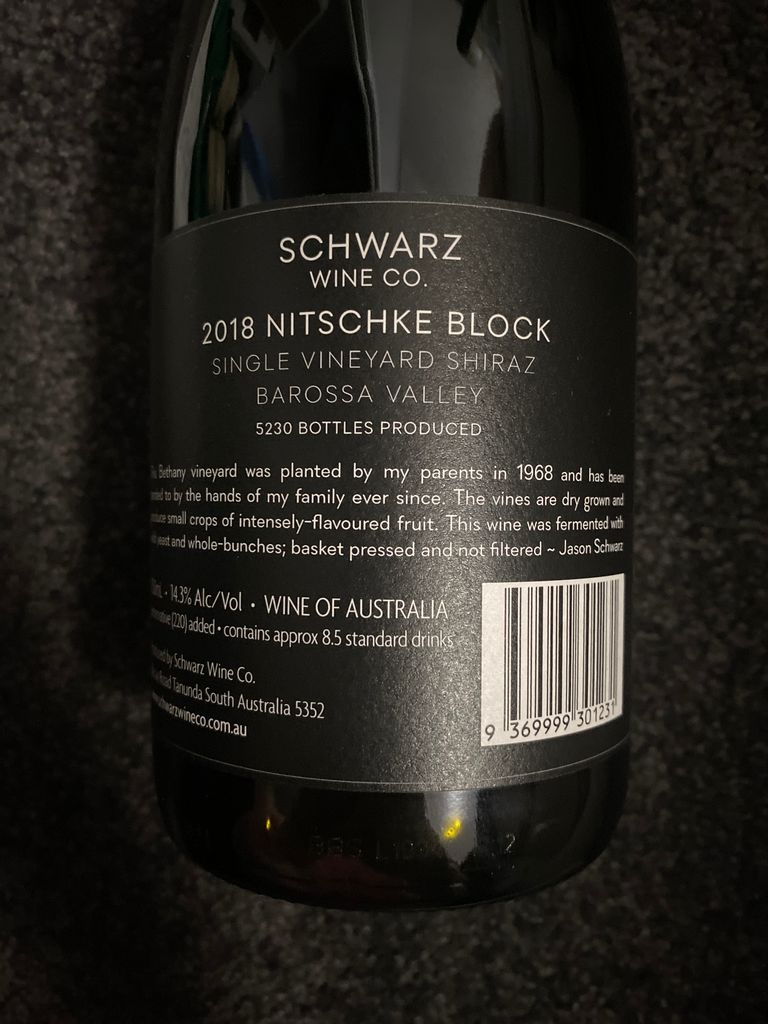 SCHWARZ
WINE CO.
2018 NITSCHKE BLOCK
SINGLE VINEYARD SHIRAZ
BAROSSA VALLEY
5230 BOTTLES PRODUCED
Bethany vineyard was planted by my parents in 1968 and has been
to by the hands of my family ever since. The vines are dry grown and
small crops of intensely-flavoured fruit. This wine was fermented with
yeast and whole-bunches; basket pressed and not filtered ~ Jason Schwarz
14.3% Alc/Vol • WINE OF AUSTRALIA
(220) added • contains approx 8.5 standard drinks
by Schwarz Wine Co.
Road Tanunda South Australia 5352
schwarzwineco.com.au
9 369999 301231